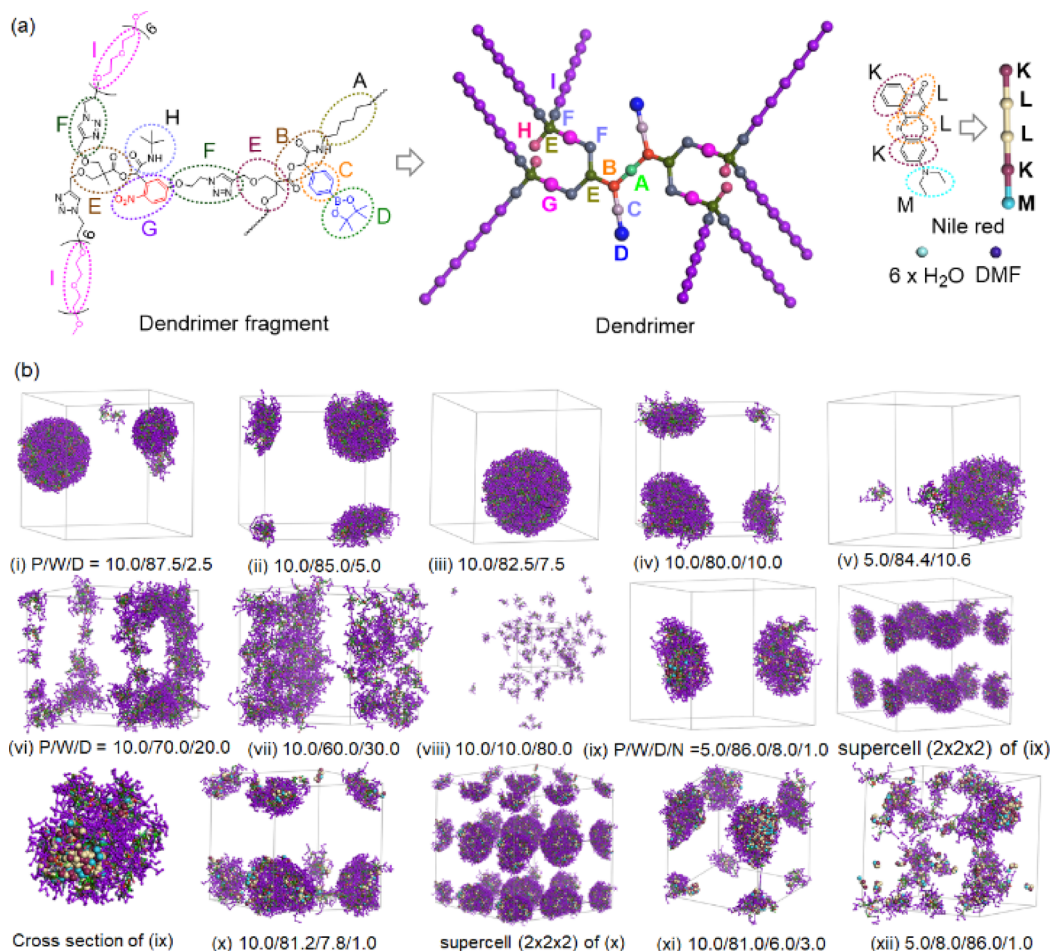 (a)
I
6
F
N=N
N
H
A
NH
B
E
F
E
C
NO₂
G
D
I
6
Dendrimer fragment
I
F
H
E
F
B
A
E
G
C
D
Dendrimer
K
L
L
K
M
K
L
L
K
M
Nile red
6 x H₂O DMF
(b)
(i) P/W/D = 10.0/87.5/2.5
(ii) 10.0/85.0/5.0
(iii) 10.0/82.5/7.5
(iv) 10.0/80.0/10.0
(v) 5.0/84.4/10.6
(vi) P/W/D = 10.0/70.0/20.0
(vii) 10.0/60.0/30.0
(viii) 10.0/10.0/80.0
(ix) P/W/D/N =5.0/86.0/8.0/1.0
supercell (2x2x2) of (ix)
Cross section of (ix)
(x) 10.0/81.2/7.8/1.0
supercell (2x2x2) of (x)
(xi) 10.0/81.0/6.0/3.0
(xii) 5.0/8.0/86.0/1.0